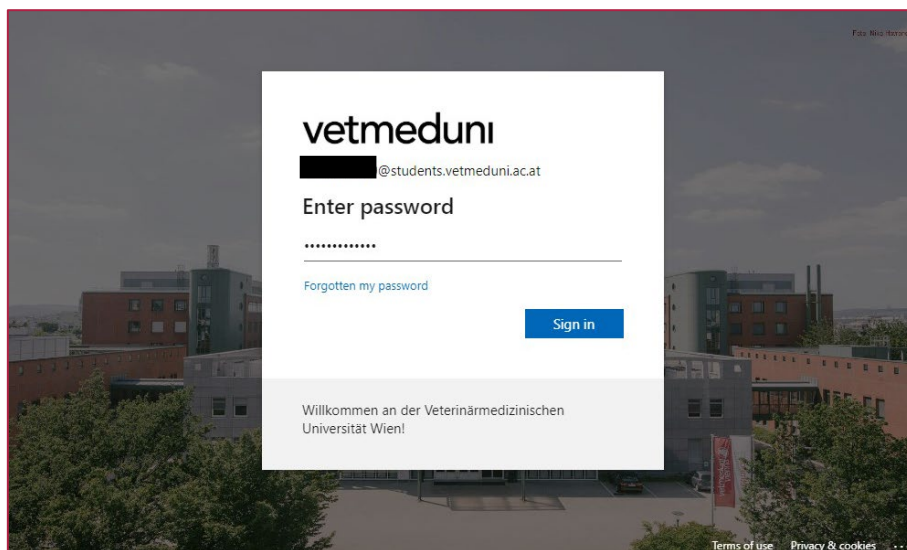 vetmeduni
@students.vetmeduni.ac.at
Enter password
Forgotten my password
Sign in
Willkommen an der Veterinärmedizinischen
Universität Wien!
Terms of use Privacy & cookies ...